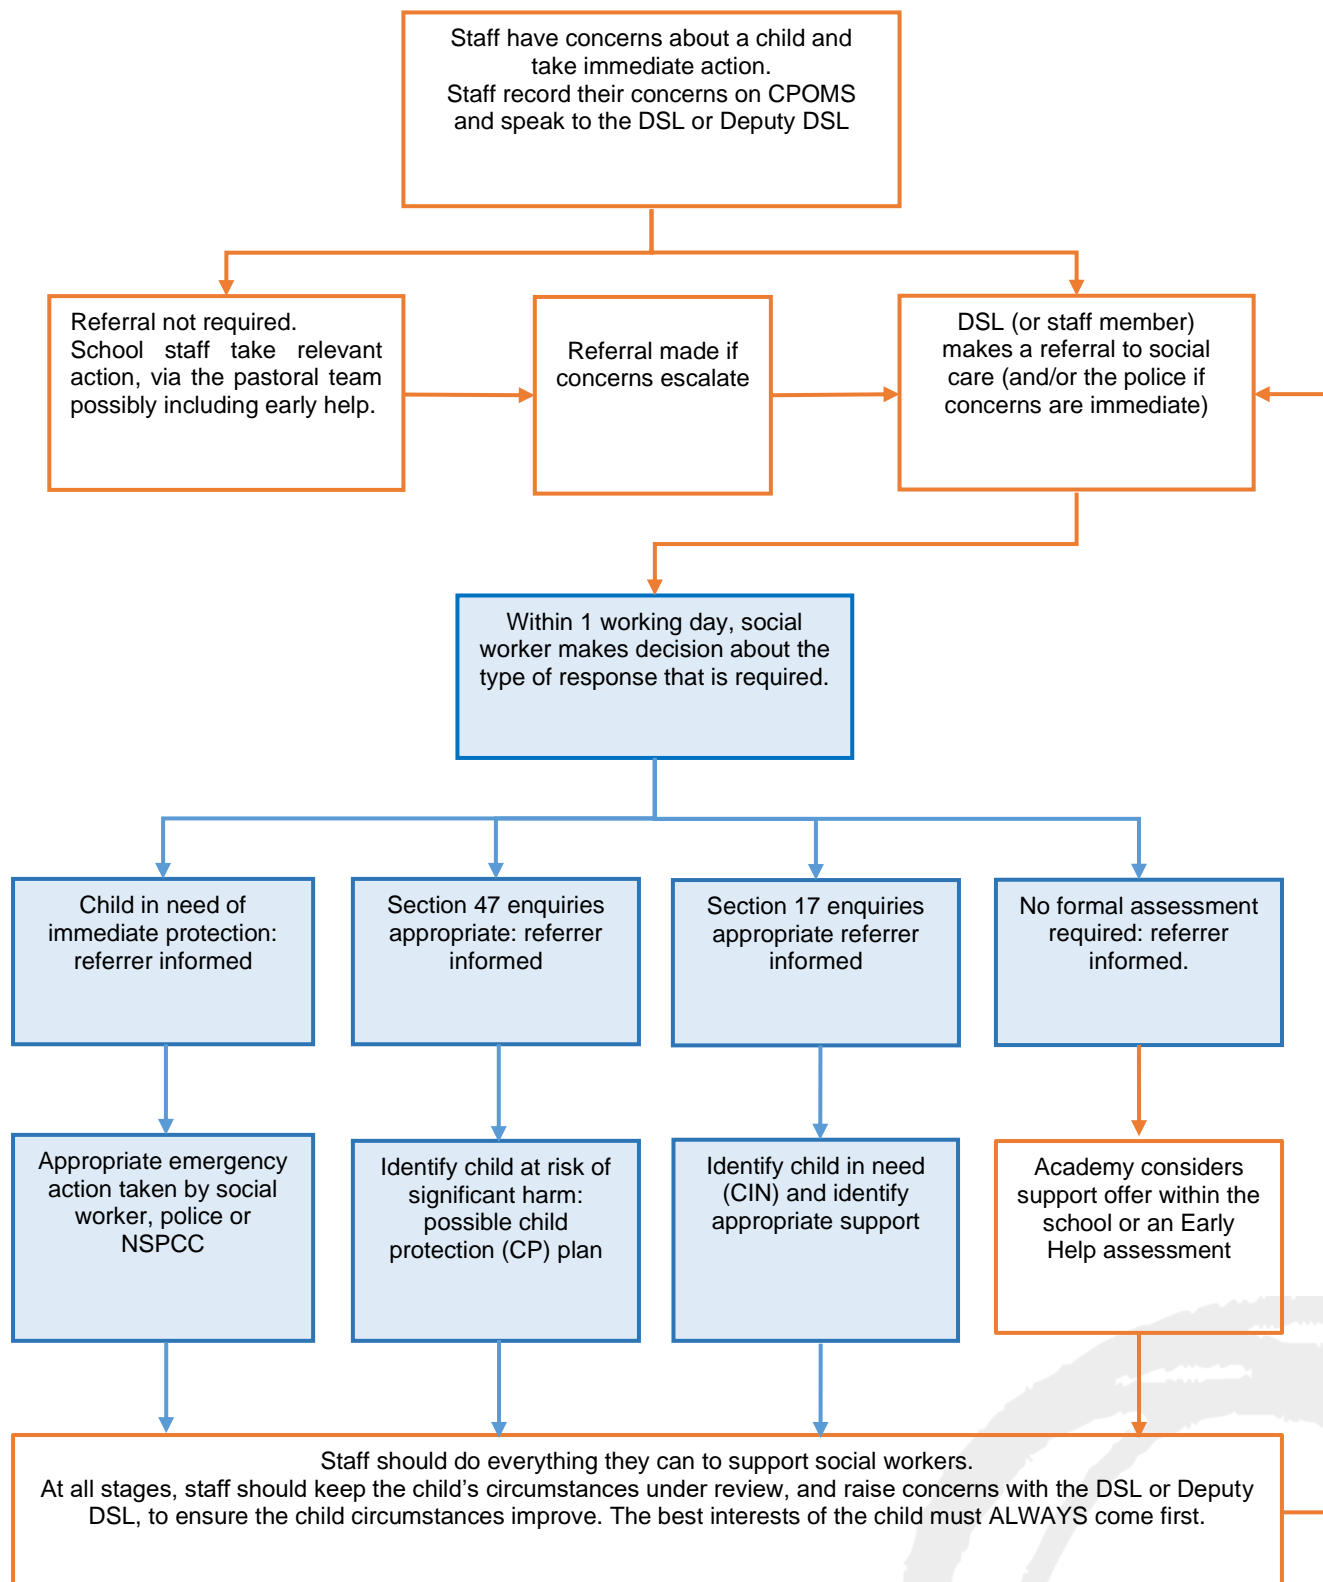 Staff have concerns about a child and
take immediate action.
Staff record their concerns on CPOMS
and speak to the DSL or Deputy DSL
Referral not required.
School staff take relevant
action, via the pastoral team
possibly including early help.
Referral made if
concerns escalate
DSL (or staff member)
makes a referral to social
care (and/or the police if
concerns are immediate)
Within 1 working day, social
worker makes decision about the
type of response that is required.
Child in need of
immediate protection:
referrer informed
Section 47 enquiries
appropriate: referrer
informed
Section 17 enquiries
appropriate referrer
informed
No formal assessment
required: referrer
informed.
Appropriate emergency
action taken by social
worker, police or
NSPCC
Identify child at risk of
significant harm:
possible child
protection (CP) plan
Identify child in need
(CIN) and identify
appropriate support
Academy considers
support offer within the
school or an Early
Help assessment
Staff should do everything they can to support social workers.
At all stages, staff should keep the child’s circumstances under review, and raise concerns with the DSL or Deputy
DSL, to ensure the child circumstances improve. The best interests of the child must ALWAYS come first.